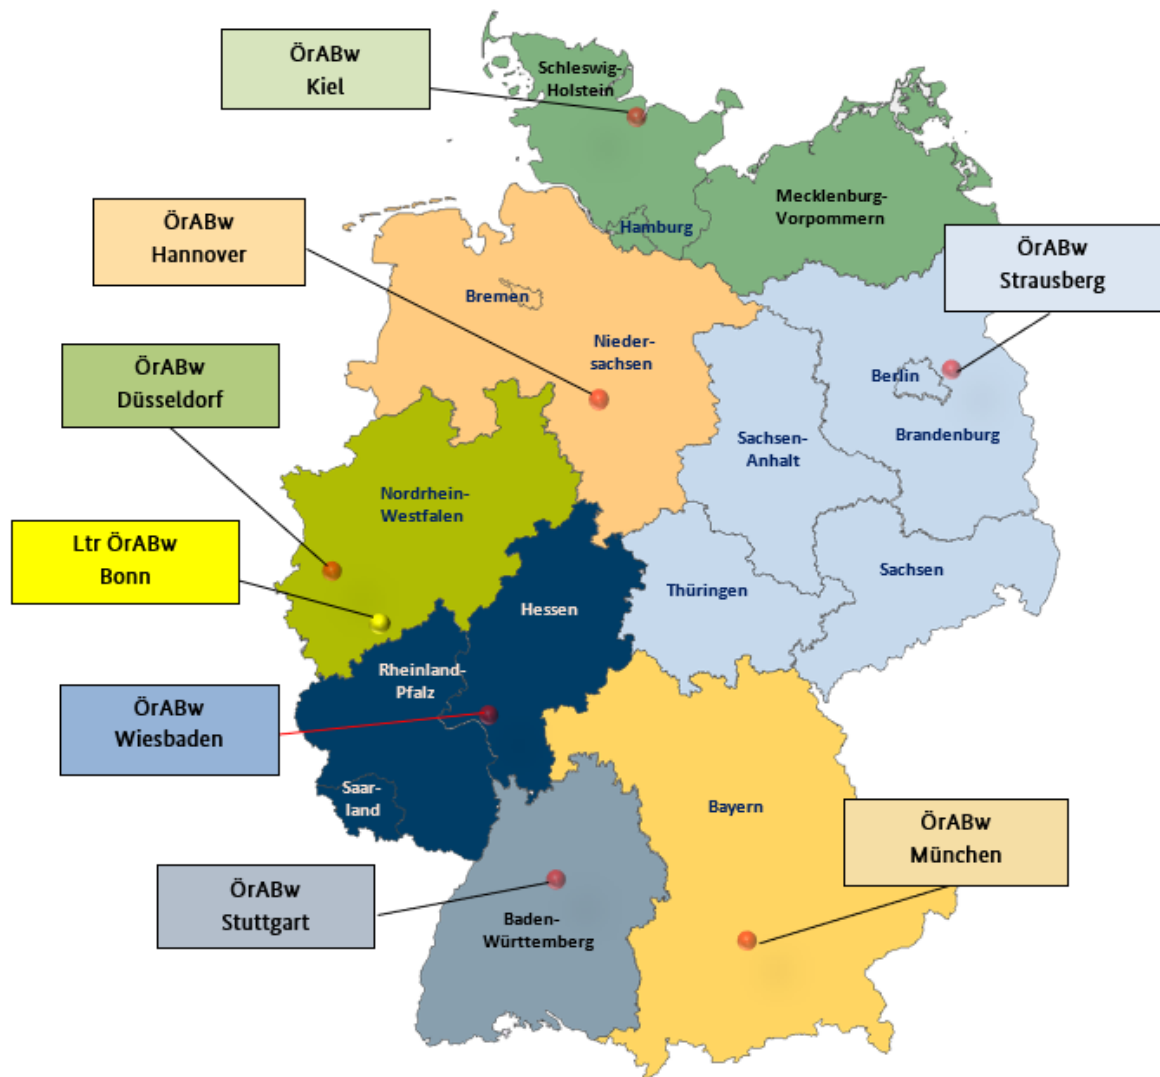 ÖrABw
Kiel
Schleswig-
Holstein
Mecklenburg-
Vorpommern
Hamburg
ÖrABw
Hannover
ÖrABw
Strausberg
Bremen
Nieder-
sachsen
ÖrABw
Düsseldorf
Berlin
Brandenburg
Sachsen-
Anhalt
Nordrhein-
Westfalen
Ltr ÖrABw
Bonn
Hessen
Thüringen
Sachsen
Rheinland-
Pfalz
ÖrABw
Wiesbaden
Saar-
land
Bayern
ÖrABw
München
ÖrABw
Stuttgart
Baden-
Württemberg